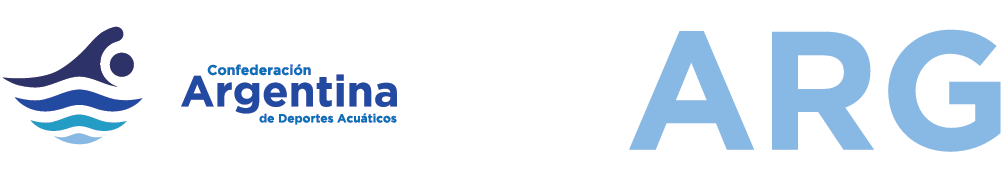 Confederación
Argentina
de Deportes Acuáticos
ARG